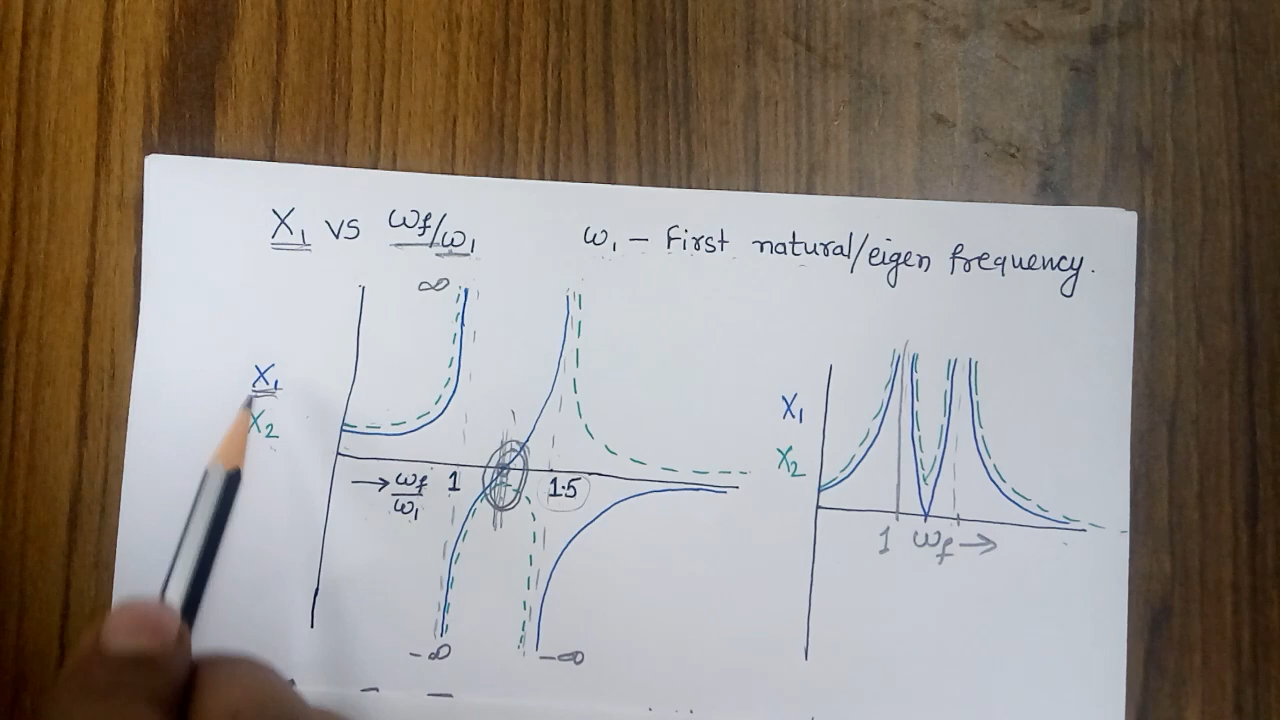 X₁ vs ωf/ω₁
ω₁ - First natural/eigen frequency.
∞
X₁
X₂
→ ωf/ω₁ 1 1.5
-∞ -∞
X₁
X₂
1 ωf →